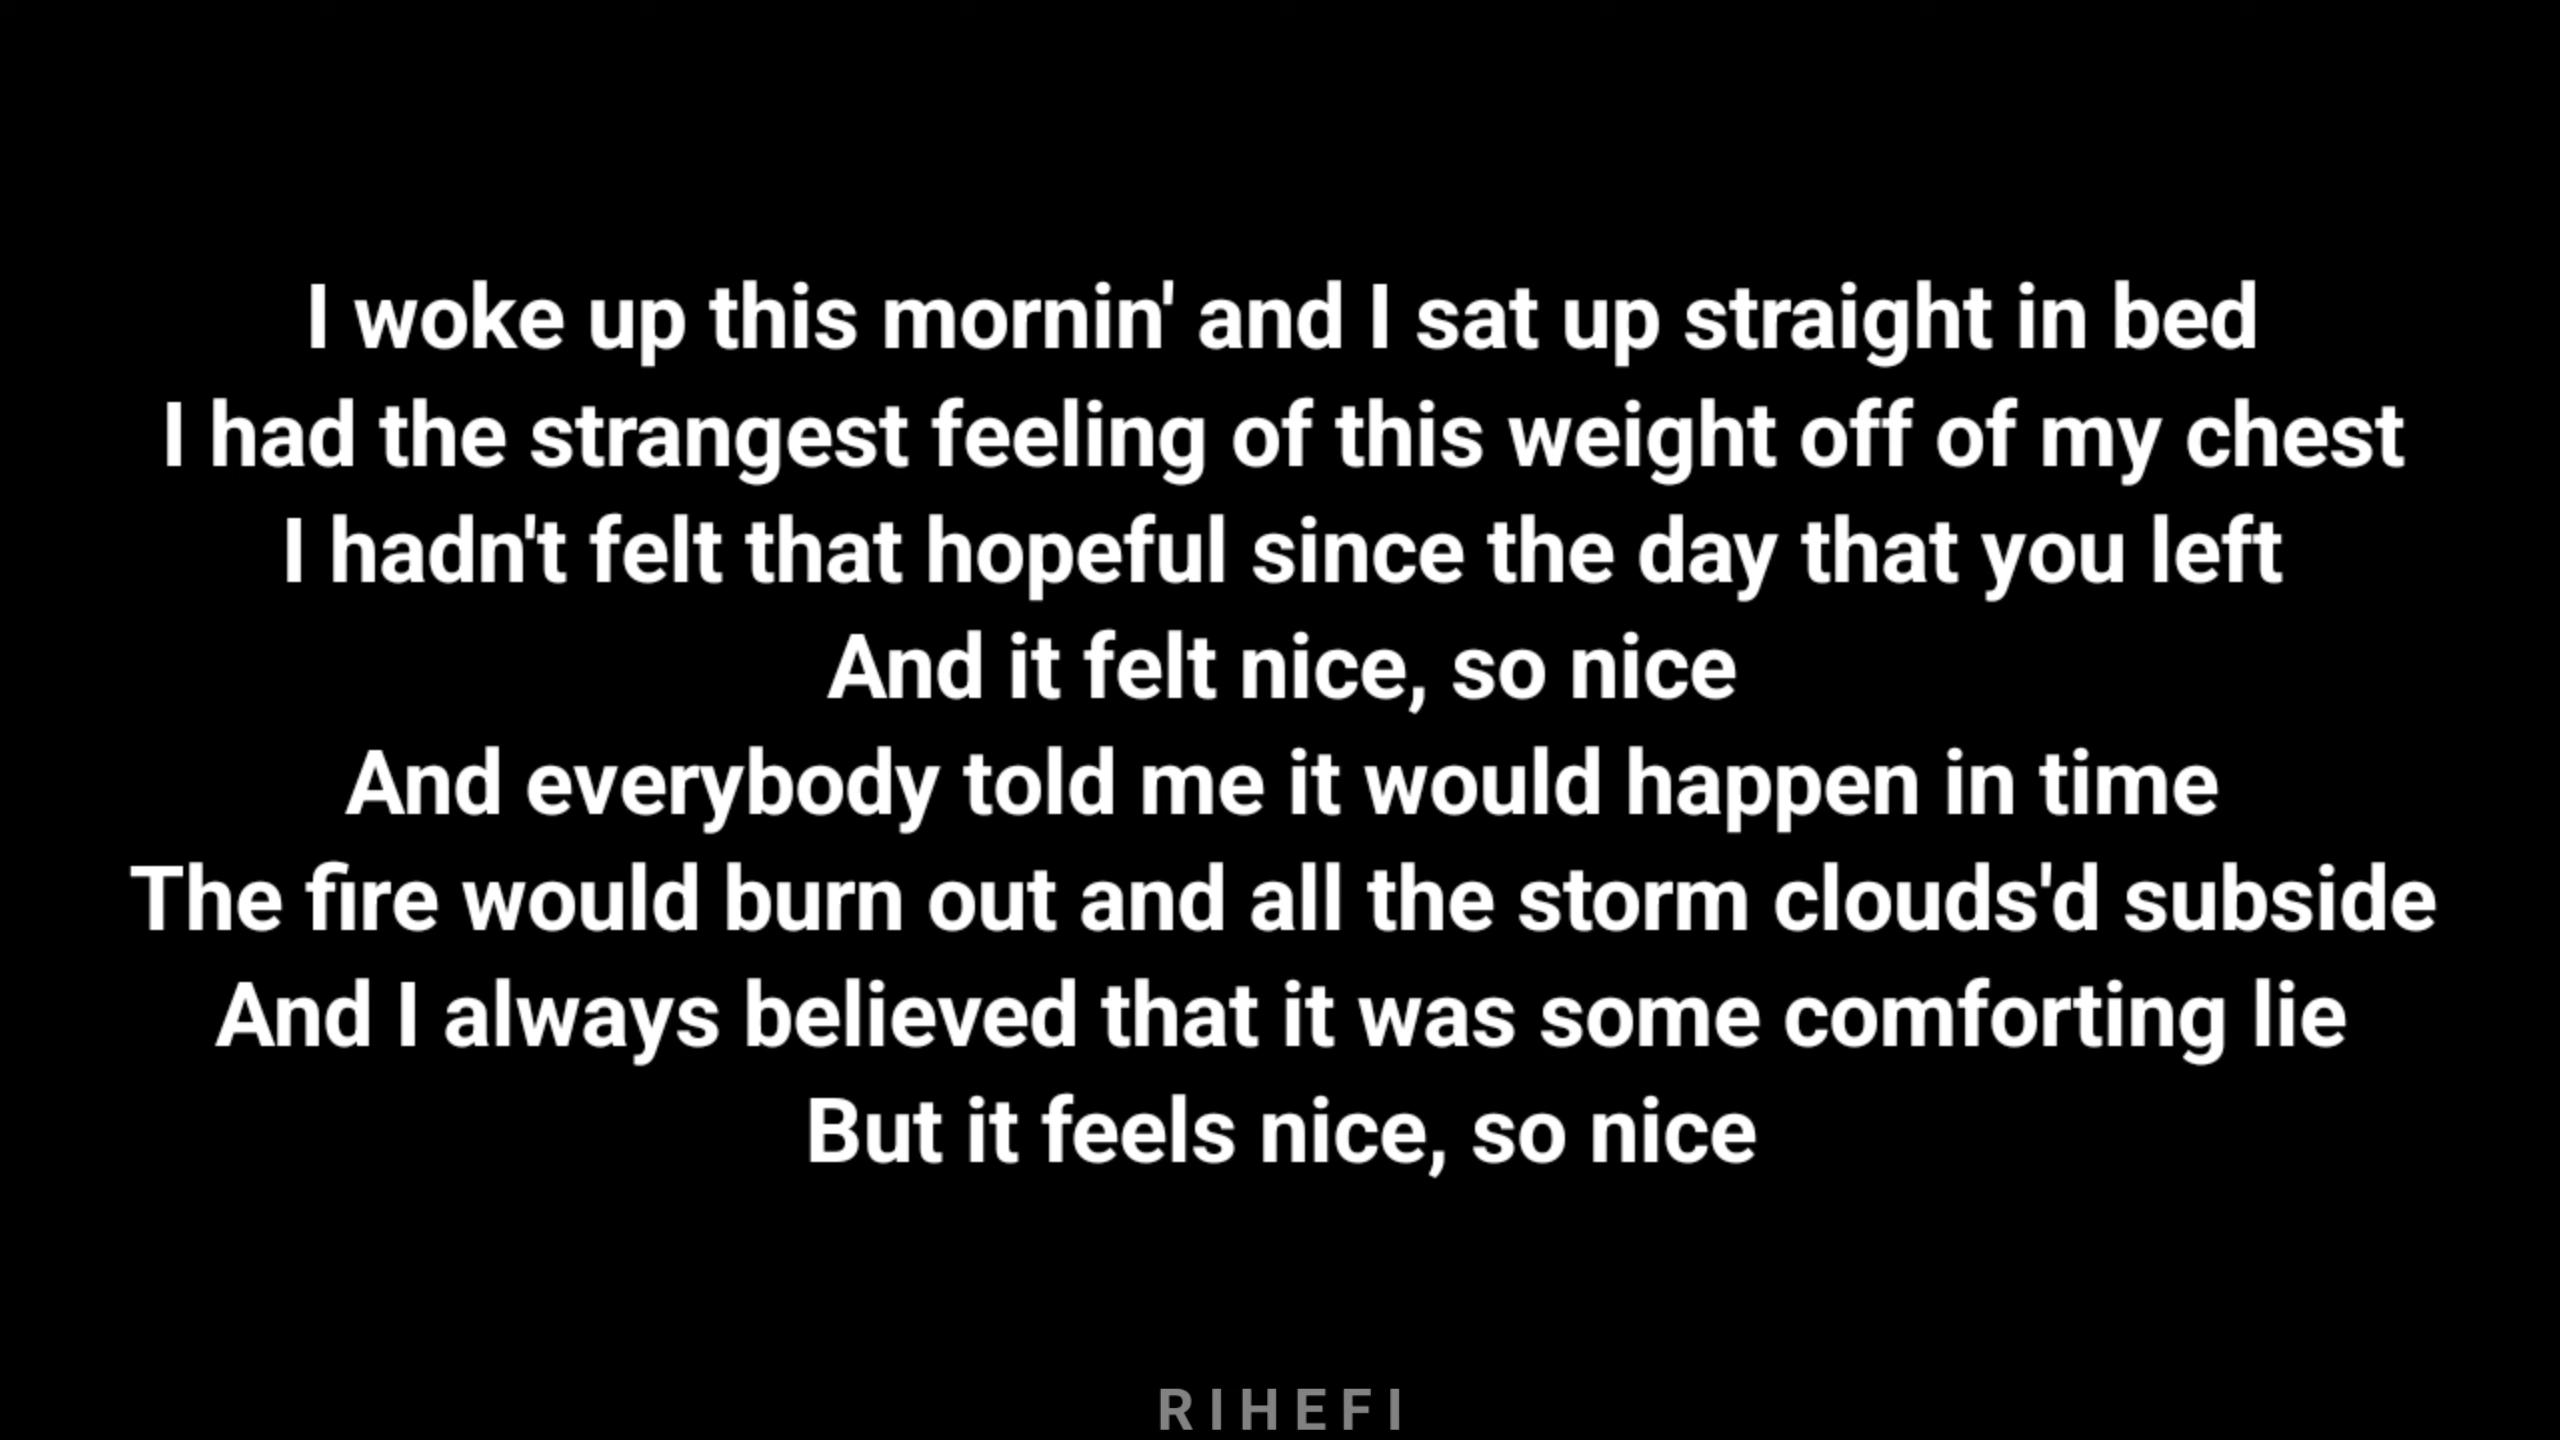 I woke up this mornin' and I sat up straight in bed
I had the strangest feeling of this weight off of my chest
I hadn't felt that hopeful since the day that you left
And it felt nice, so nice
And everybody told me it would happen in time
The fire would burn out and all the storm clouds'd subside
And I always believed that it was some comforting lie
But it feels nice, so nice
RIHEFI